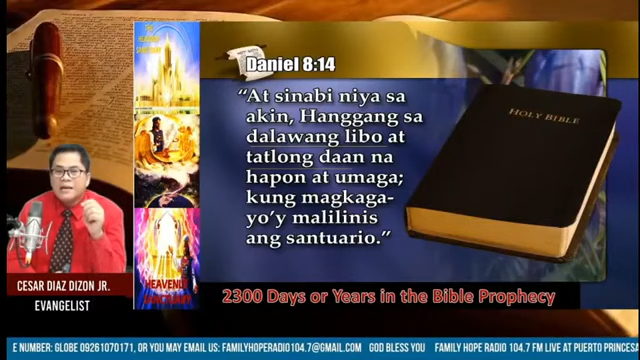 Daniel 8:14
“At sinabi niya sa
akin, Hanggang sa
dalawang libo at
tatlong daan na
hapon at umaga;
kung magkaga-
yo’y malilinis
ang santuario.”
HOLY BIBLE
HEAVENLY
SANCTUARY
CESAR DIAZ DIZON JR.
EVANGELIST
2300 Days or Years in the Bible Prophecy
E NUMBER: GLOBE 09261070171, OR YOU MAY EMAIL US: FAMILYHOPERADIO104.7@GMAIL.COM GOD BLESS YOU FAMILY HOPE RADIO 104.7 FM LIVE AT PUERTO PRINCESA